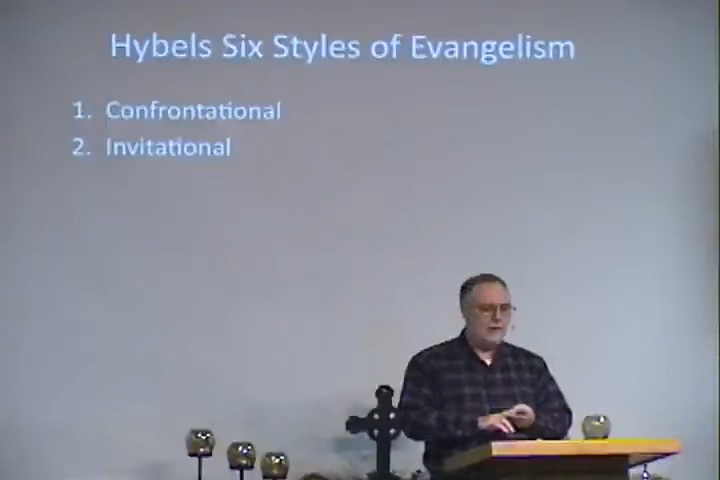 Hybels Six Styles of Evangelism
1. Confrontational
2. Invitational